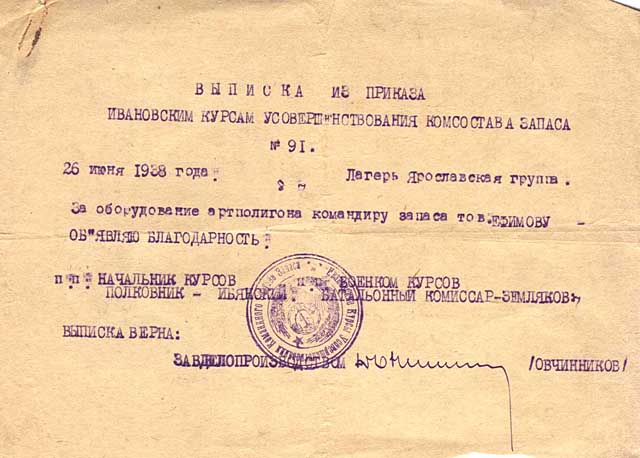 ВЫПИСКА ИЗ ПРИКАЗА
ИВАНОВСКИМ КУРСАМ УСОВЕРШЕНСТВОВАНИЯ КОМСОСТАВА ЗАПАСА
№ 91.
26 июня 1938 года. Лагерь Ярославская группа.
За оборудование артполигона командиру запаса тов. ЕФИМОВУ -
ОБ"ЯВЛЯЮ БЛАГОДАРНОСТЬ.
п.п. НАЧАЛЬНИК КУРСОВ ВОЕНКОМ КУРСОВ
ПОЛКОВНИК - БАТАЛЬОННЫЙ КОМИССАР-ЗЕМЛЯКОВ.
ВЫПИСКА ВЕРНА:
ЗАВДЕЛОПРОИЗВОДСТВОМ /ОВЧИННИКОВ/